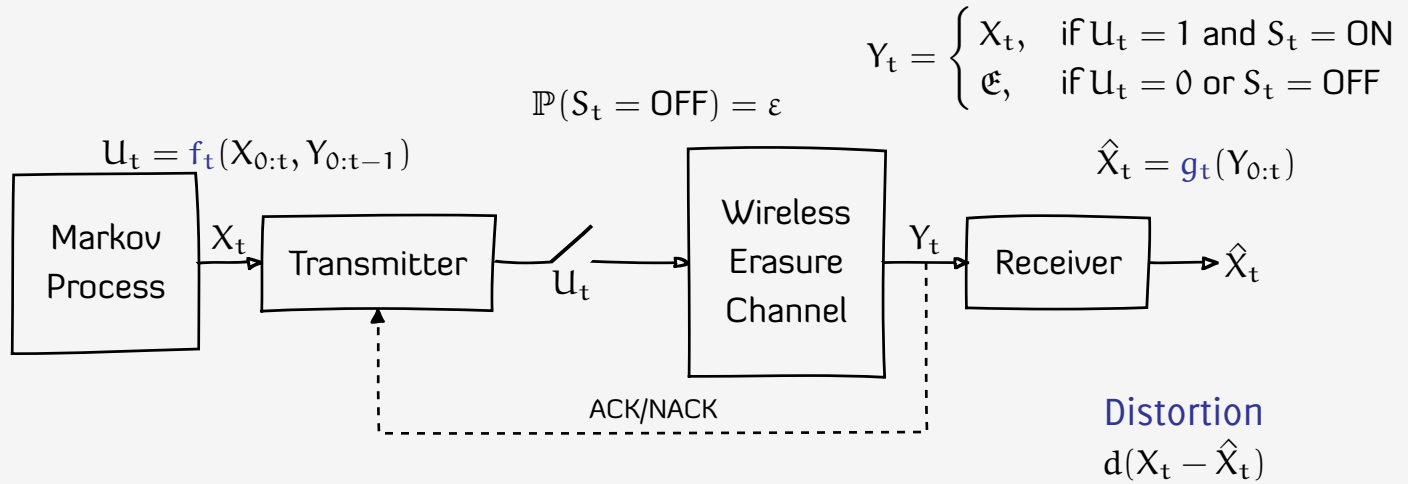 Y_t = { X_t, if U_t = 1 and S_t = ON
𝕰, if U_t = 0 or S_t = OFF
ℙ(S_t = OFF) = ε
U_t = f_t(X_{0:t}, Y_{0:t−1})
X̂_t = g_t(Y_{0:t})
Markov
Process
X_t
Transmitter
U_t
Wireless
Erasure
Channel
Y_t
Receiver
X̂_t
ACK/NACK
Distortion
d(X_t − X̂_t)